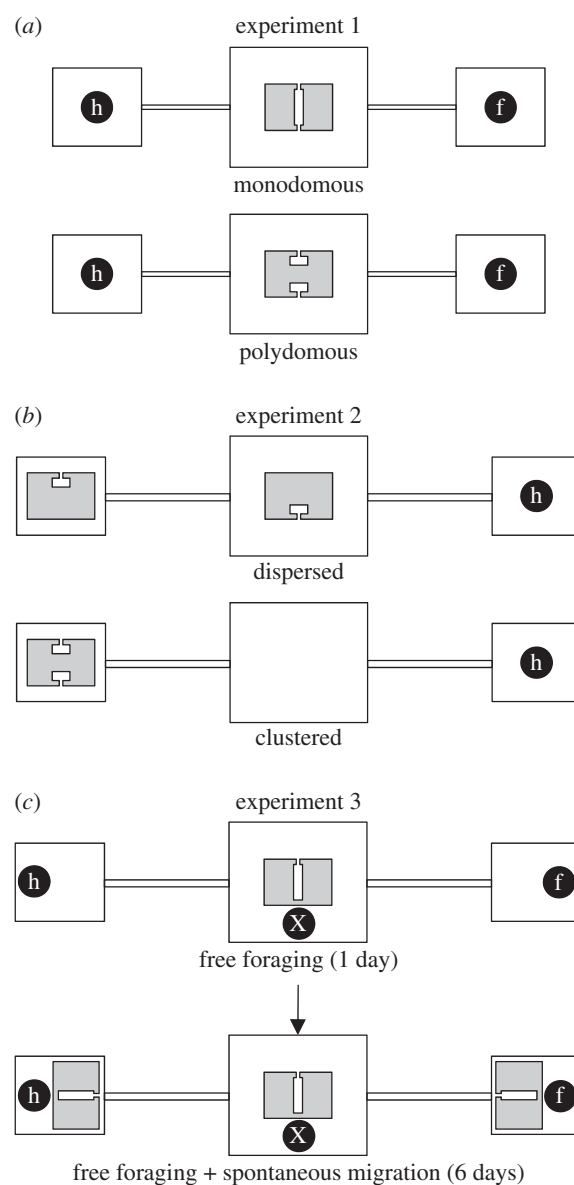 (a) experiment 1
h f
monodomous
h f
polydomous
(b) experiment 2
h
dispersed
h
clustered
(c) experiment 3
h f
X
free foraging (1 day)
h f
X
free foraging + spontaneous migration (6 days)